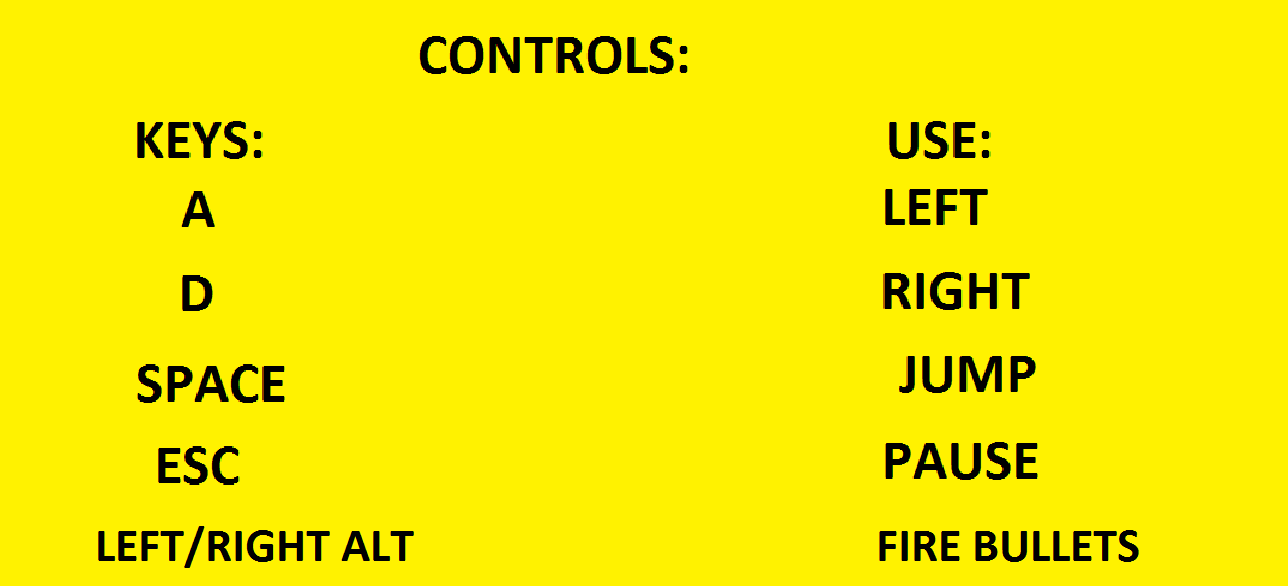 CONTROLS:
KEYS: USE:
A LEFT
D RIGHT
SPACE JUMP
ESC PAUSE
LEFT/RIGHT ALT FIRE BULLETS